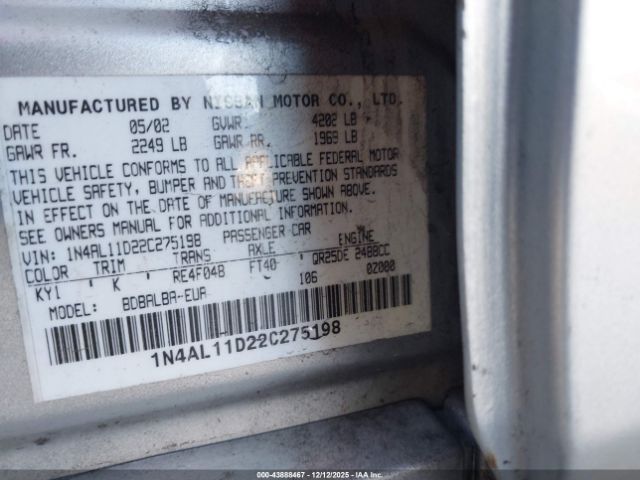 MANUFACTURED BY NISSAN MOTOR CO., LTD.
DATE 05/02 GVWR 4202 LB
GAWR FR. 2249 LB GAWR RR. 1969 LB
THIS VEHICLE CONFORMS TO ALL APPLICABLE FEDERAL MOTOR
VEHICLE SAFETY, BUMPER AND THEFT PREVENTION STANDARDS
IN EFFECT ON THE DATE OF MANUFACTURE SHOWN ABOVE.
SEE OWNERS MANUAL FOR ADDITIONAL INFORMATION.
VIN: 1N4AL11D22C275198 PASSENGER CAR
COLOR TRIM TRANS AXLE ENGINE
KY1 K RE4F04B FT40 QR25DE 2488CC
106 02000
MODEL: BDBALBA-EUA
1N4AL11D22C275198
000-43888467 - 12/12/2025 - IAA, Inc.